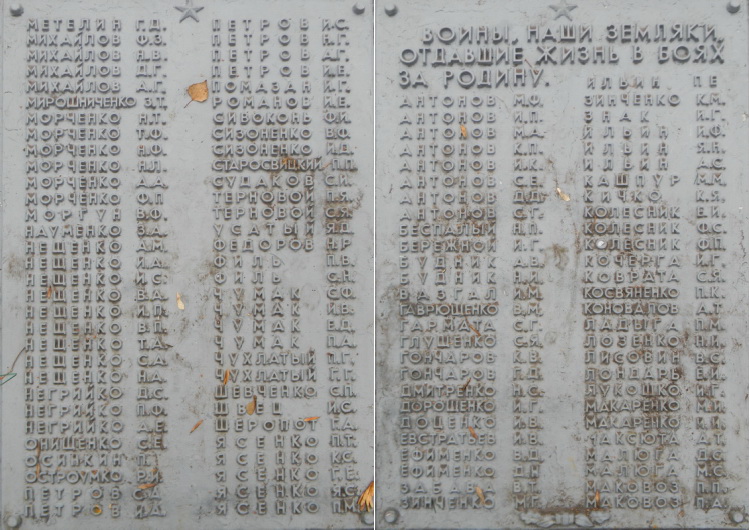 МЕТЕЛИН Г.Д.
МИХАЙЛОВ Ф.З.
МИХАЙЛОВ Н.В.
МИХАЙЛОВ Д.Г.
МИХАЙЛОВ А.Г.
МИРОШНИЧЕНКО З.Т.
МОРЧЕНКО Н.Т.
МОРЧЕНКО Т.Ф.
МОРЧЕНКО Н.Ф.
МОРЧЕНКО Н.Л.
МОРЧЕНКО А.А.
МОРЧЕНКО Ф.П
МОРГУН В.Ф.
НАУМЕНКО З.А.
НЕЩЕНКО А.М.
НЕЩЕНКО И.А.
НЕЩЕНКО И.С.
НЕЩЕНКО В.А.
НЕЩЕНКО И.П.
НЕЩЕНКО В.П.
НЕЩЕНКО Т.А.
НЕЩЕНКО С.А.
НЕЩЕНКО Н.А.
НЕГРИЙКО Д.С.
НЕГРИЙКО П.Ф.
НЕГРИЙКО Д.Е.
ОНИЩЕНКО С.Е.
ОСИНКИН П.Т.
ОСТРОУМКО Р.И.
ПЕТРОВ С.Д.
ПЕТРОВ И.Д.
ПЕТРОВ И.С.
ПЕТРОВ Н.Г.
ПЕТРОВ Д.Г.
ПЕТРОВ И.Е.
ПОМАЗАН И.Г.
РОМАНОВ И.Е.
СИВОКОНЬ Ф.И.
СИЗОНЕНКО В.Ф.
СИЗОНЕНКО И.Д.
СТАРОСВИЦКИЙ П.П.
СУДАКОВ С.И.
ТЕРНОВОЙ П.Я.
ТЕРНОВОЙ С.Я.
УСАТЫЙ Я.Д.
ФЕДОРОВ Н.Р
ФИЛЬ П.В.
ФИЛЬ С.Н.
ЧУМАК С.Ф.
ЧУМАК И.В.
ЧУМАК Е.Д.
ЧУМАК П.А.
ЧУХЛАТЫЙ П.Г.
ЧУХЛАТЫЙ Г.Г.
ШЕВЧЕНКО С.П.
ШВЕЦ И.С.
ШЕРОПОТ Г.А.
ЯСЕНКО П.Т.
ЯСЕНКО К.С.
ЯСЕНКО Г.Е.
ЯСЕНКО Я.С.
ЯСЕНКО П.М.
ВОИНЫ, НАШИ ЗЕМЛЯКИ,
ОТДАВШИЕ ЖИЗНЬ В БОЯХ
ЗА РОДИНУ.
АНТОНОВ М.Ф.
АНТОНОВ И.П.
АНТОНОВ М.А.
АНТОНОВ К.П.
АНТОНОВ И.К.
АНТОНОВ С.Е.
АНТОНОВ Д.Д.
АНТОНОВ С.Т.
БЕСПАЛЫЙ Н.П.
БЕРЕЖНОЙ И.Г.
БУДНИК А.В.
БУДНИК Н.И.
ВАЗГАЛ И.М.
ГАВРЮЩЕНКО В.М.
ГАРМАТА С.Г.
ГЛУЩЕНКО С.Я.
ГОНЧАРОВ К.В.
ГОНЧАРОВ П.Д.
ДМИТРЕНКО Н.С.
ДОРОЩЕНКО И.Г.
ДОЦЕНКО И.В.
ЕВСТРАТЬЕВ И.В.
ЕФИМЕНКО В.Д.
ЕФИМЕНКО Д.Н
ЗАБАВА В.Т
ЗИНЧЕНКО М.Г.
ИЛЬИН. П Е
ЗИНЧЕНКО К.М.
ЗНАК И.Г.
ИЛЬИН И.Ф.
ИЛЬИН Я.Н.
ИЛЬИН А.С.
КАШПУР М.М.
КИЧКО К.Я.
КОЛЕСНИК Д.И.
КОЛЕСНИК Ф.С.
КОЛЕСНИК Ф.П.
КОЧЕРГА И.Г.
КОВРАТА С.Я.
КОСВЯНЕНКО П.К.
КОНОВАЛОВ А.Т.
ЛАДЫГА П.М.
ЛОЗЕНКО Н.И.
ЛИСОВИН В.С.
ЛОНДАРЬ В.И.
ЛУКОШКО И.Г.
МАКАРЕНКО М.И.
МАКАРЕНКО К.Н.
МАКСЮТА А.Т.
МАЛЮГА Д.С.
МАЛЮГА М.С.
МАКОВОЗ П.П.
МАКОВОЗ П.П.